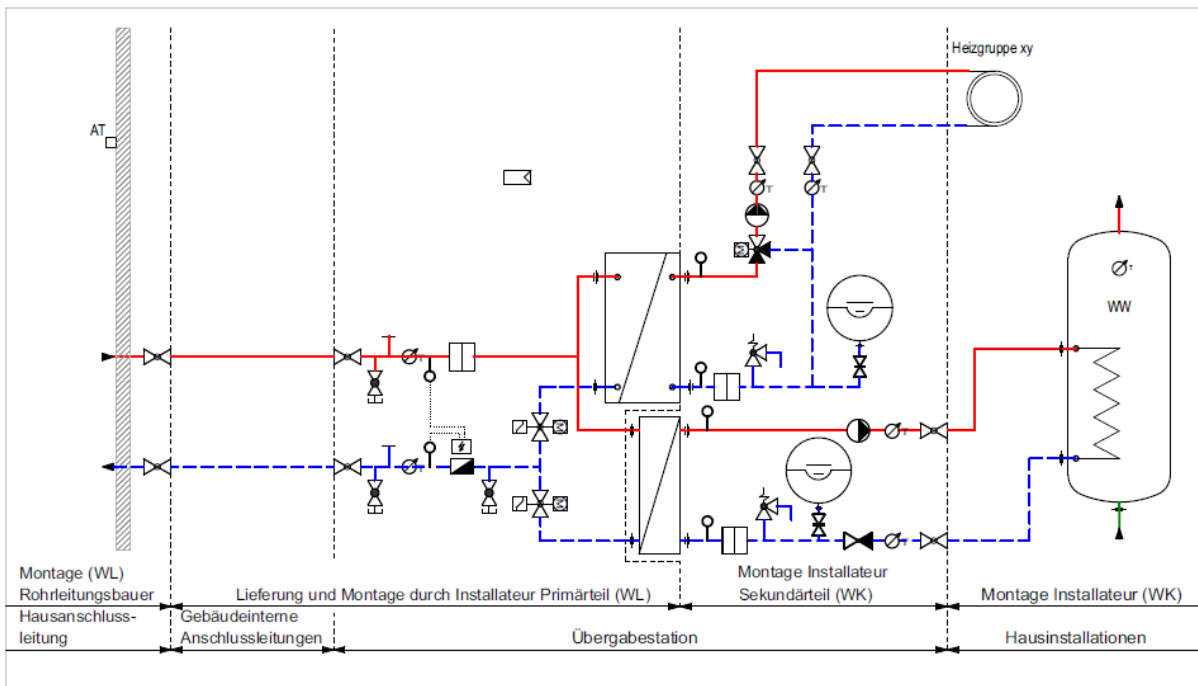 Heizgruppe xy
AT
T
T
T
WW
T
T
T
T
M
M
M
Montage (WL)
Rohrleitungsbauer
Lieferung und Montage durch Installateur Primärteil (WL)
Montage Installateur
Sekundärteil (WK)
Montage Installateur (WK)
Hausanschluss-
leitung
Gebäudeinterne
Anschlussleitungen
Übergabestation
Hausinstallationen